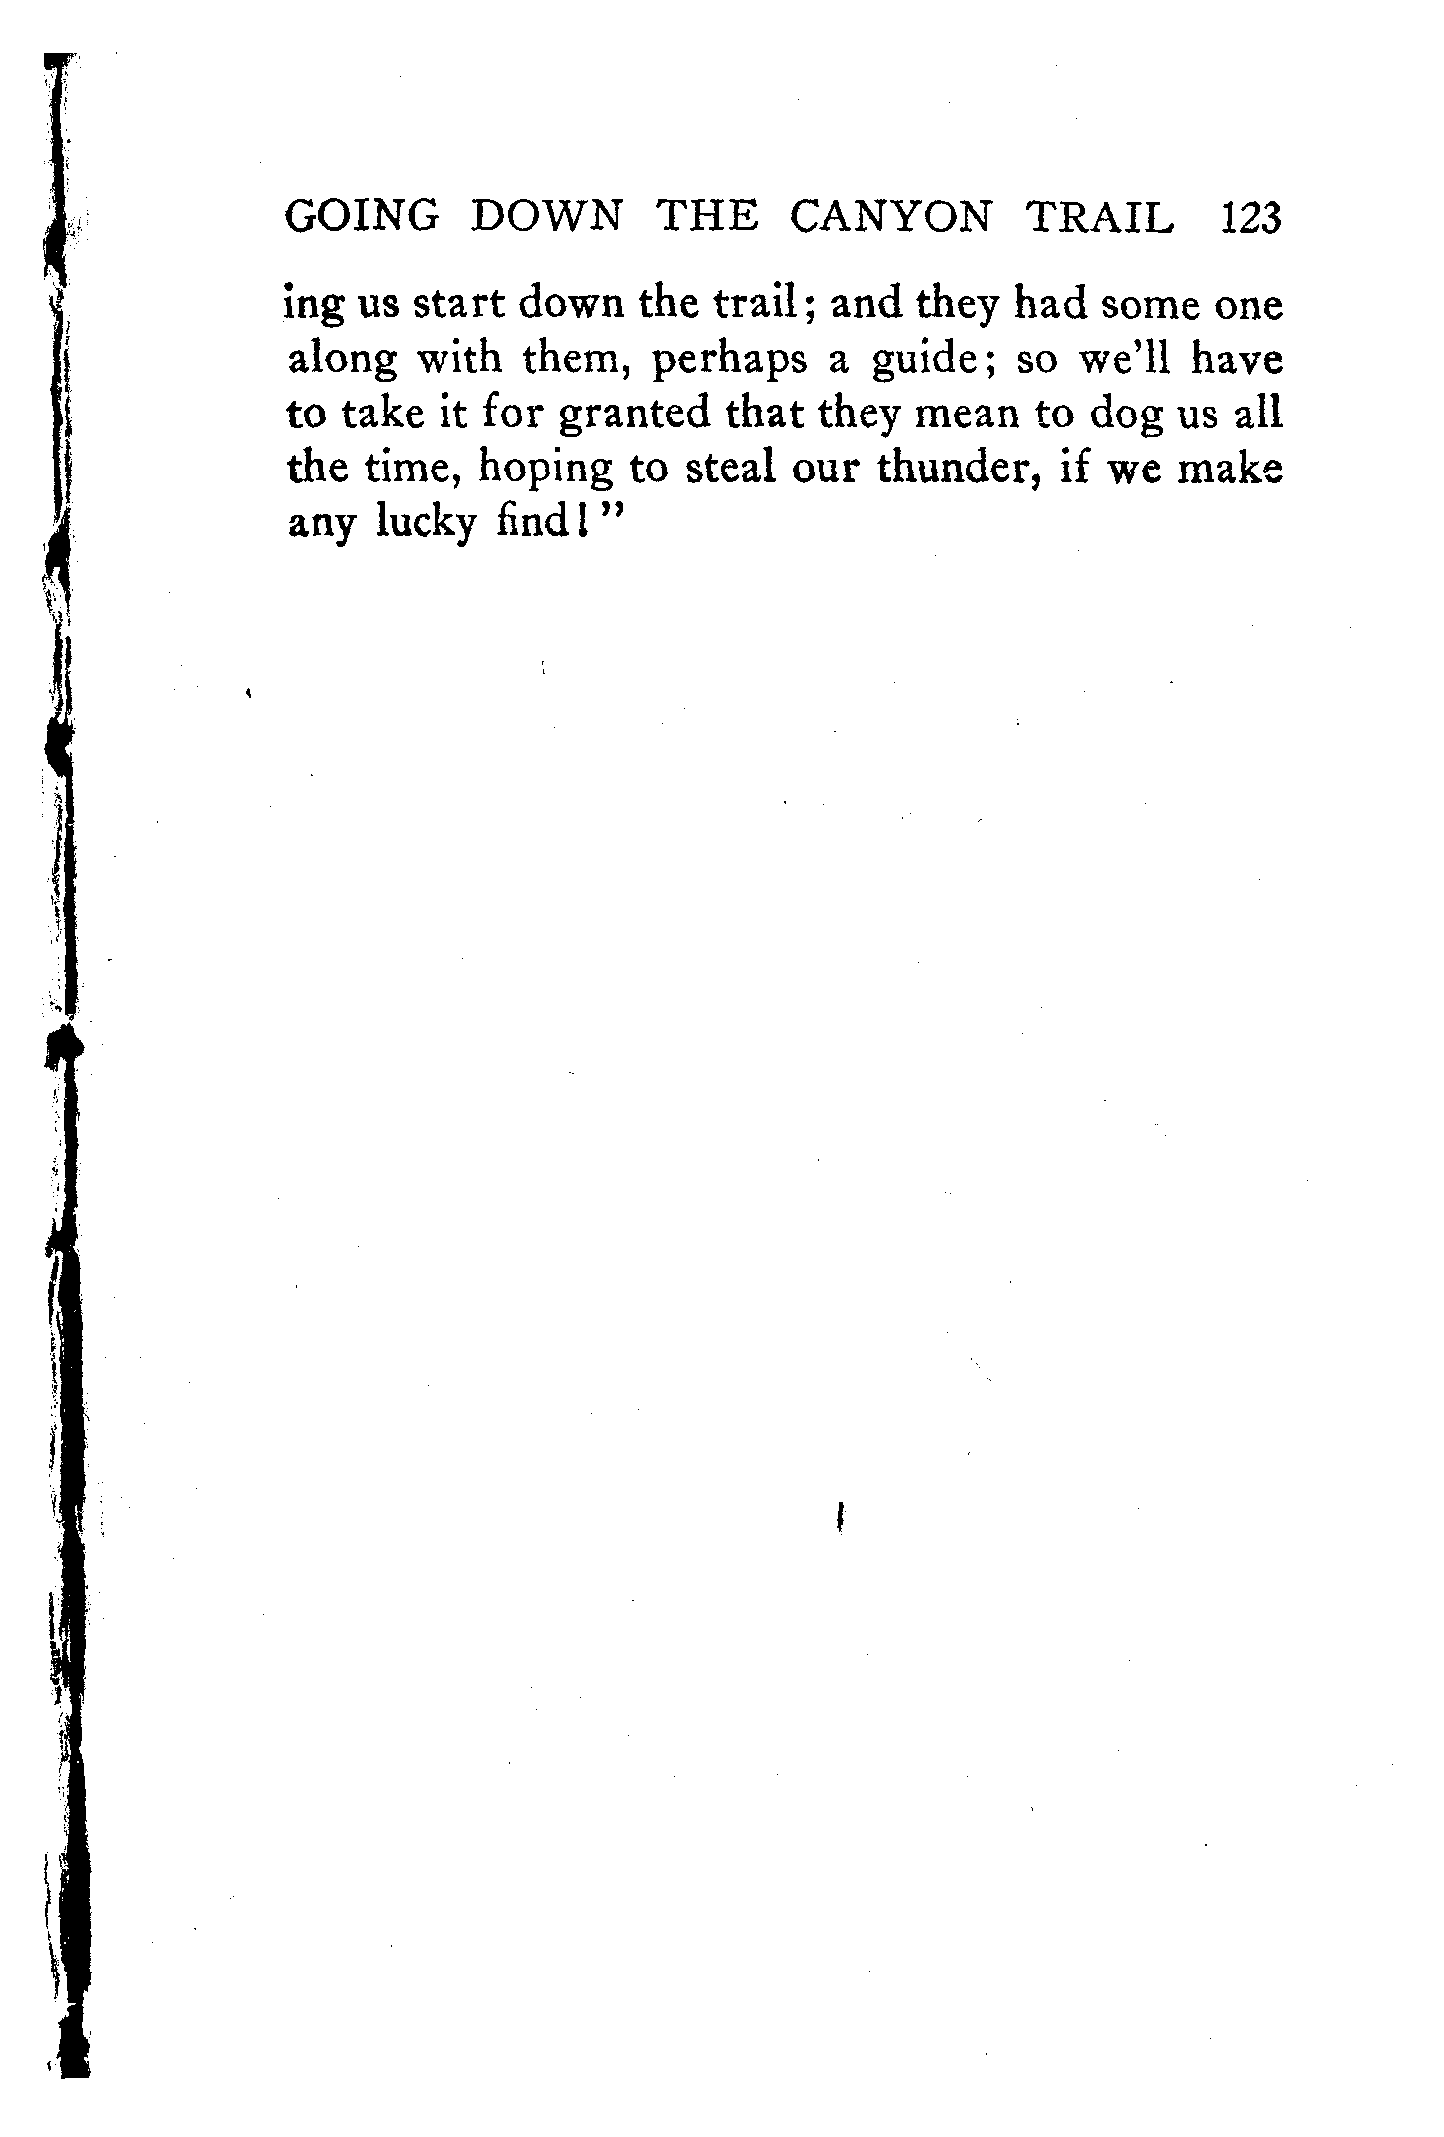 GOING DOWN THE CANYON TRAIL 123
ing us start down the trail; and they had some one
along with them, perhaps a guide; so we'll have
to take it for granted that they mean to dog us all
the time, hoping to steal our thunder, if we make
any lucky find!"